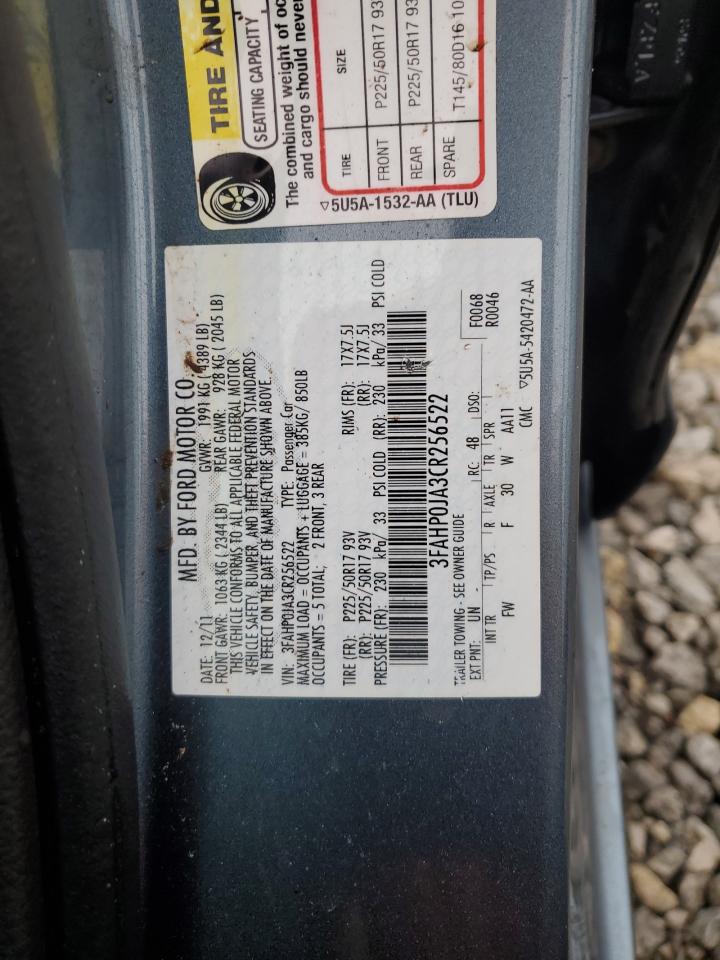 TIRE AND
SEATING CAPACITY
The combined weight of oc
and cargo should never
TIRE SIZE
FRONT P225/50R17 93V
REAR P225/50R17 93
SPARE T145/80D16 10
▽5U5A-1532-AA (TLU)
MFD. BY FORD MOTOR CO.
DATE: 12/11 GVWR: 1991 KG ( 4389 LB)
FRONT GAWR: 1063 KG ( 2344 LB) REAR GAWR: 928 KG ( 2045 LB)
THIS VEHICLE CONFORMS TO ALL APPLICABLE FEDERAL MOTOR
VEHICLE SAFETY, BUMPER, AND THEFT PREVENTION STANDARDS
IN EFFECT ON THE DATE OF MANUFACTURE SHOWN ABOVE.
VIN: 3FAHP0JA3CR256522 TYPE: Passenger Car
MAXIMUM LOAD = OCCUPANTS + LUGGAGE = 385KG/ 850LB
OCCUPANTS = 5 TOTAL; 2 FRONT, 3 REAR
TIRE (FR): P225/50R17 93V RIMS (FR): 17X7.5J
(RR): P225/50R17 93V (RR): 17X7.5J
PRESSURE (FR): 230 kPa/ 33 PSI COLD (RR): 230 kPa/ 33 PSI COLD
3FAHP0JA3CR256522
TRAILER TOWING - SEE OWNER GUIDE F0068
EXT PNT: UN RC: 48 DSO: R0046
INT TR TP/PS R AXLE TR SPR
FW F 30 W AA11
CMC ▽5U5A-5420472-AA